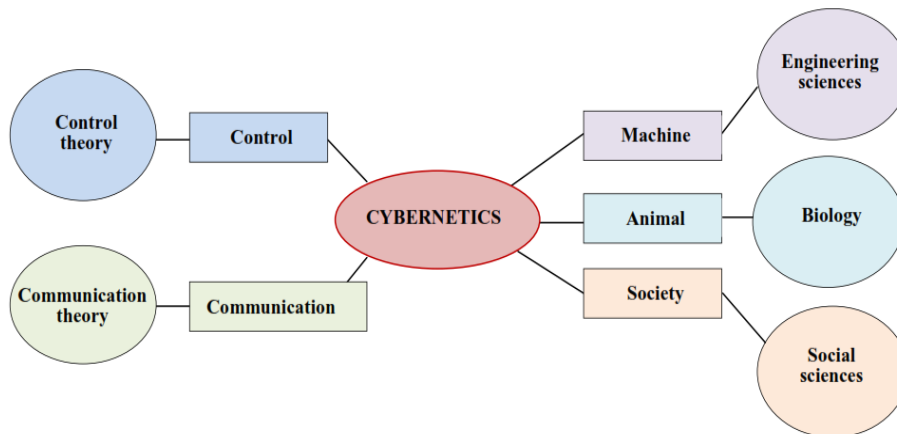 Engineering
sciences
Control
theory
Control
Machine
CYBERNETICS
Animal
Biology
Communication
theory
Communication
Society
Social
sciences